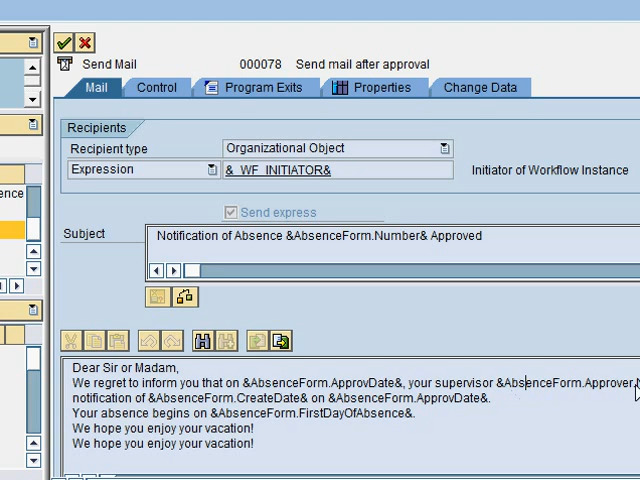 Send Mail 000078 Send mail after approval
Mail Control Program Exits Properties Change Data
Recipients
Recipient type Organizational Object
ence
Expression &_WF_INITIATOR& Initiator of Workflow Instance
Send express
Subject Notification of Absence &AbsenceForm.Number& Approved
Dear Sir or Madam,
We regret to inform you that on &AbsenceForm.ApprovDate&, your supervisor &AbsenceForm.Approver.
notification of &AbsenceForm.CreateDate& on &AbsenceForm.ApprovDate&.
Your absence begins on &AbsenceForm.FirstDayOfAbsence&.
We hope you enjoy your vacation!
We hope you enjoy your vacation!